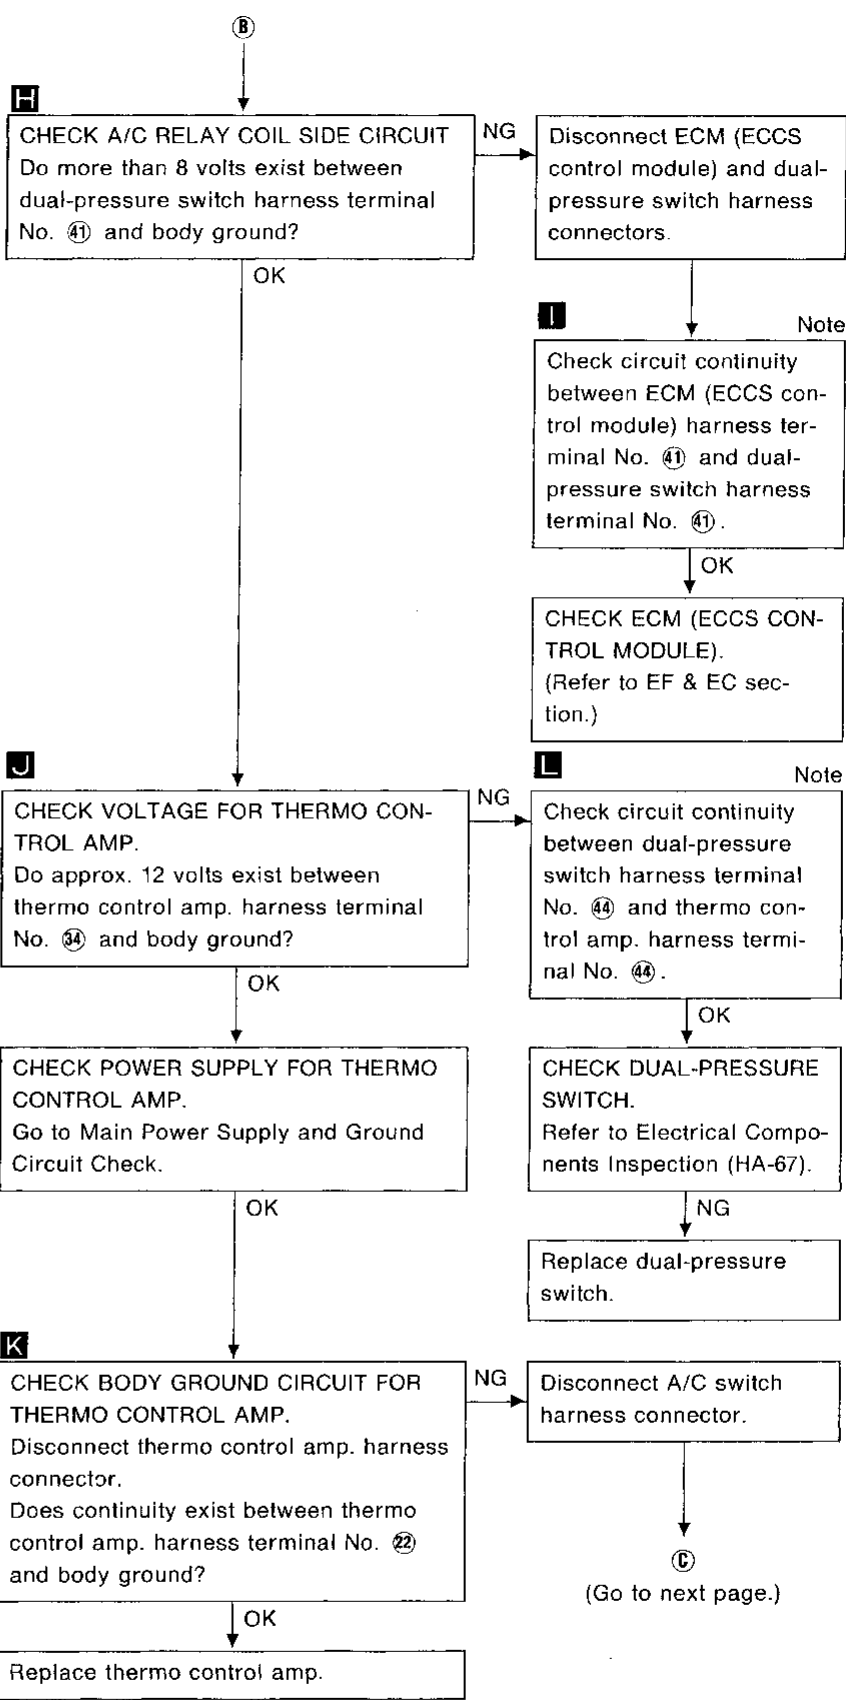 B
H
CHECK A/C RELAY COIL SIDE CIRCUIT
Do more than 8 volts exist between
dual-pressure switch harness terminal
No. 41 and body ground?
NG
Disconnect ECM (ECCS
control module) and dual-
pressure switch harness
connectors.
OK
I
Note
Check circuit continuity
between ECM (ECCS con-
trol module) harness ter-
minal No. 41 and dual-
pressure switch harness
terminal No. 41.
OK
CHECK ECM (ECCS CON-
TROL MODULE).
(Refer to EF & EC sec-
tion.)
J
CHECK VOLTAGE FOR THERMO CON-
TROL AMP.
Do approx. 12 volts exist between
thermo control amp. harness terminal
No. 34 and body ground?
NG
L
Note
Check circuit continuity
between dual-pressure
switch harness terminal
No. 44 and thermo con-
trol amp. harness termi-
nal No. 44.
OK
OK
CHECK POWER SUPPLY FOR THERMO
CONTROL AMP.
Go to Main Power Supply and Ground
Circuit Check.
CHECK DUAL-PRESSURE
SWITCH.
Refer to Electrical Compo-
nents Inspection (HA-67).
OK
NG
Replace dual-pressure
switch.
K
CHECK BODY GROUND CIRCUIT FOR
THERMO CONTROL AMP.
Disconnect thermo control amp. harness
connector.
Does continuity exist between thermo
control amp. harness terminal No. 22
and body ground?
NG
Disconnect A/C switch
harness connector.
C
(Go to next page.)
OK
Replace thermo control amp.